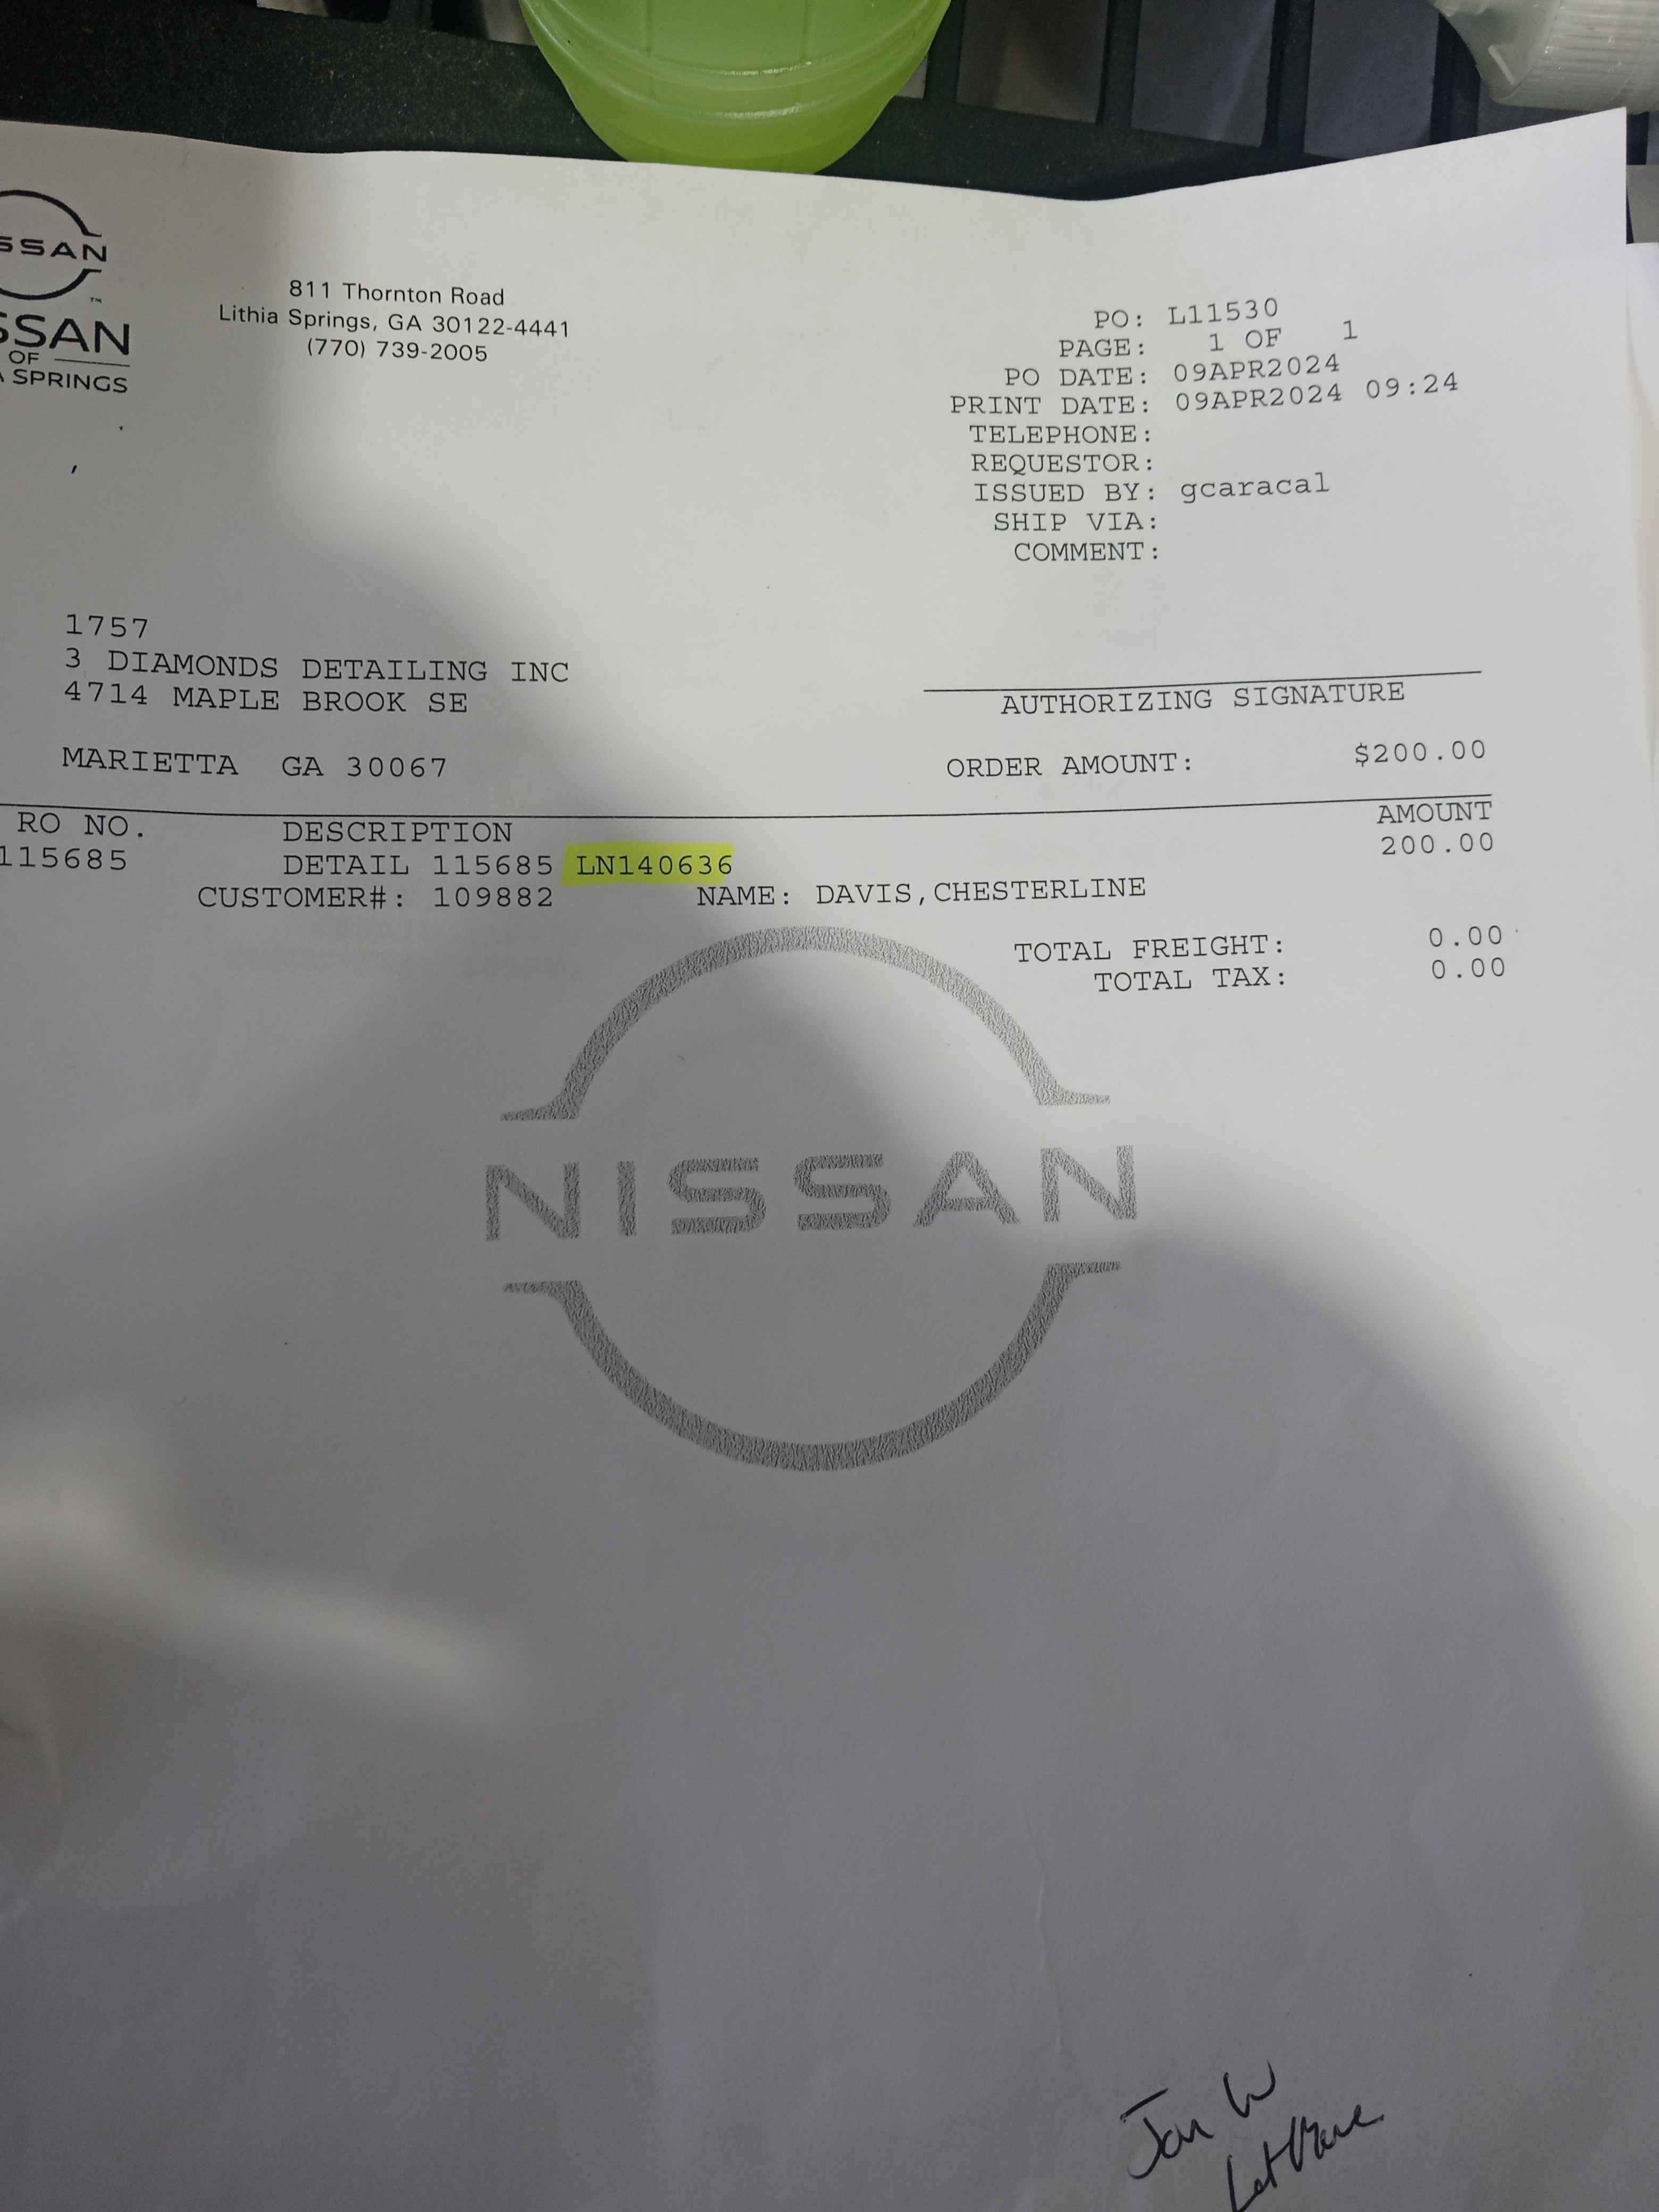 SSAN
™
SSAN
OF
A SPRINGS
811 Thornton Road
Lithia Springs, GA 30122-4441
(770) 739-2005
PO: L11530
PAGE: 1 OF 1
PO DATE: 09APR2024
PRINT DATE: 09APR2024 09:24
TELEPHONE:
REQUESTOR:
ISSUED BY: gcaracal
SHIP VIA:
COMMENT:
1757
3 DIAMONDS DETAILING INC
4714 MAPLE BROOK SE
MARIETTA GA 30067
AUTHORIZING SIGNATURE
ORDER AMOUNT: $200.00
RO NO. DESCRIPTION AMOUNT
115685 DETAIL 115685 LN140636 200.00
CUSTOMER#: 109882 NAME: DAVIS,CHESTERLINE
TOTAL FREIGHT: 0.00
TOTAL TAX: 0.00
NISSAN
Jon W